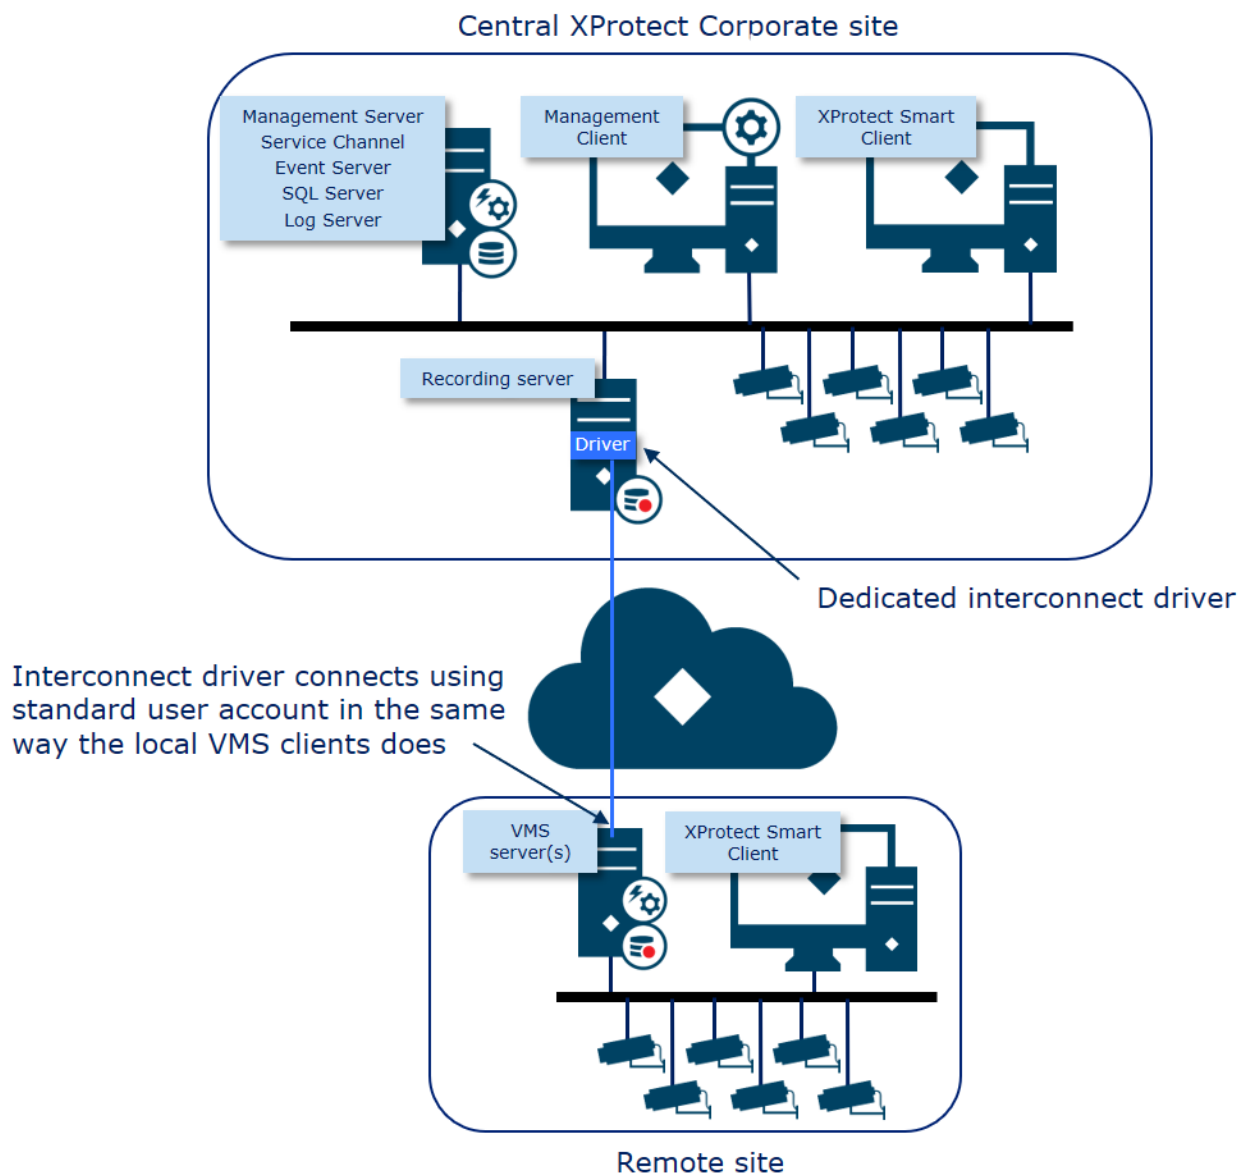 Central XProtect Corporate site
Management Server
Service Channel
Event Server
SQL Server
Log Server
Management
Client
XProtect Smart
Client
Recording server
Driver
Dedicated interconnect driver
Interconnect driver connects using
standard user account in the same
way the local VMS clients does
VMS
server(s)
XProtect Smart
Client
Remote site